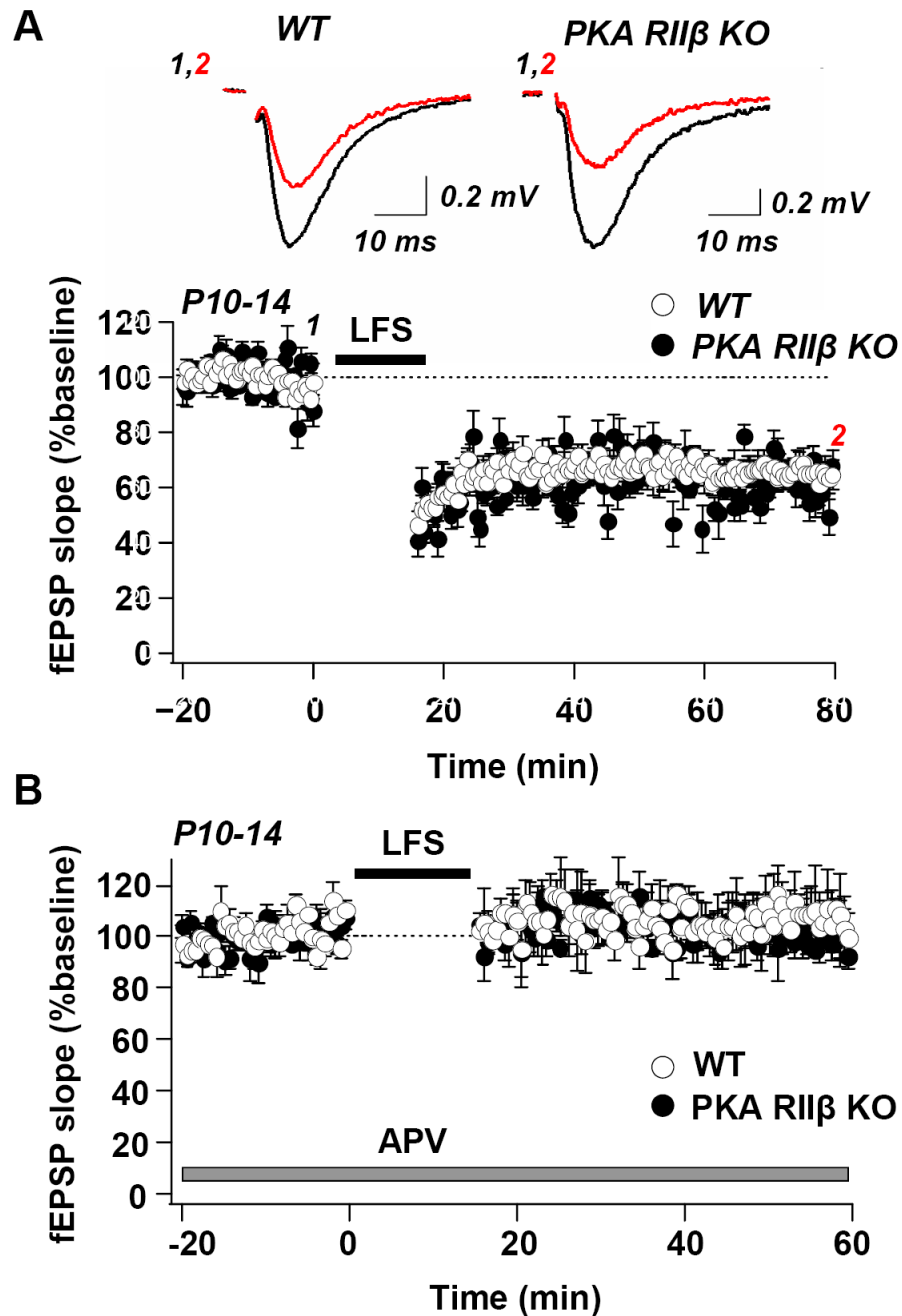 A
WT
PKA RIIβ KO
1,2
1,2
0.2 mV
10 ms
0.2 mV
10 ms
P10-14
1
LFS
WT
PKA RIIβ KO
2
fEPSP slope (%baseline)
120
100
80
60
40
20
0
−20
0
20
40
60
80
Time (min)
B
P10-14
LFS
fEPSP slope (%baseline)
120
100
80
60
40
20
0
WT
PKA RIIβ KO
APV
-20
0
20
40
60
Time (min)